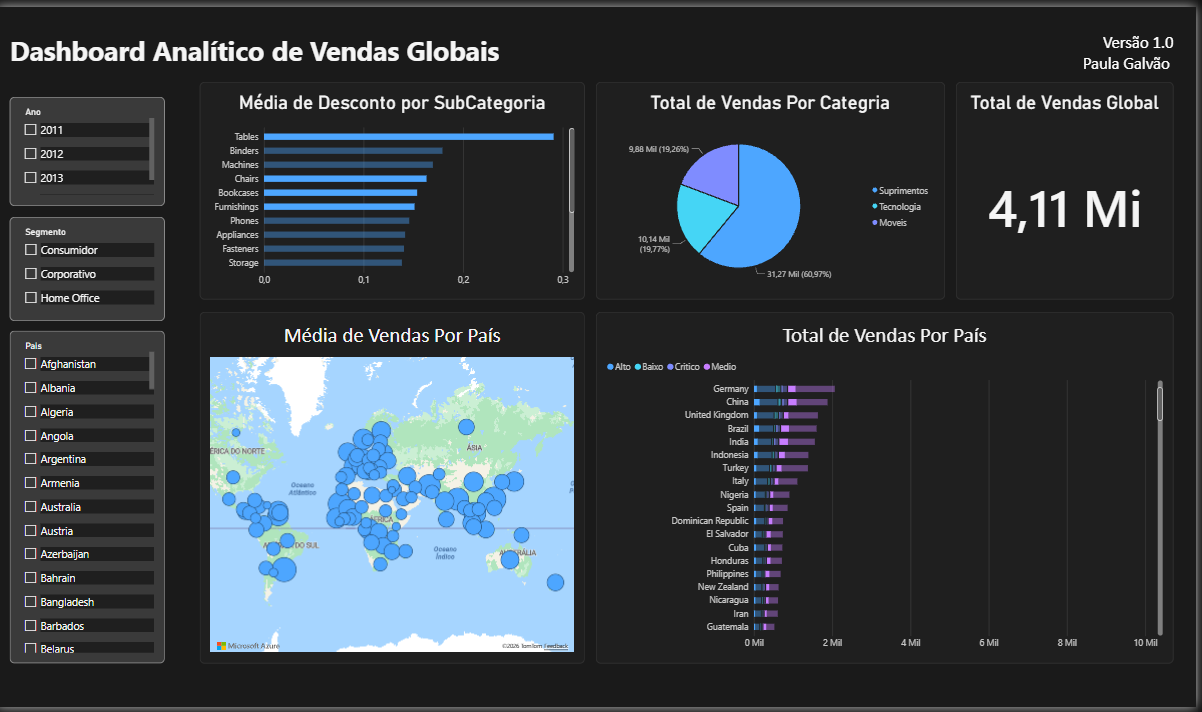 Dashboard Analítico de Vendas Globais
Versão 1.0
Paula Galvão
Ano
2011
2012
2013
Segmento
Consumidor
Corporativo
Home Office
País
Afghanistan
Albania
Algeria
Angola
Argentina
Armenia
Australia
Austria
Azerbaijan
Bahrain
Bangladesh
Barbados
Belarus
Média de Desconto por SubCategoria
Tables
Binders
Machines
Chairs
Bookcases
Furnishings
Phones
Appliances
Fasteners
Storage
0,0 0,1 0,2 0,3
Total de Vendas Por Categria
9,88 Mil (19,26%)
10,14 Mil
(19,77%)
31,27 Mil (60,97%)
Suprimentos
Tecnologia
Moveis
Total de Vendas Global
4,11 Mi
Média de Vendas Por País
ÉRICA DO NORTE
ÁSIA
Oceano
Atlântico
ÁFRICA
Oceano
Índico
Microsoft Azure
©2026 TomTom Feedback
Total de Vendas Por País
Alto Baixo Crítico Medio
Germany
China
United Kingdom
Brazil
India
Indonesia
Turkey
Italy
Nigeria
Spain
Dominican Republic
El Salvador
Cuba
Honduras
Philippines
New Zealand
Nicaragua
Iran
Guatemala
0 Mil 2 Mil 4 Mil 6 Mil 8 Mil 10 Mil